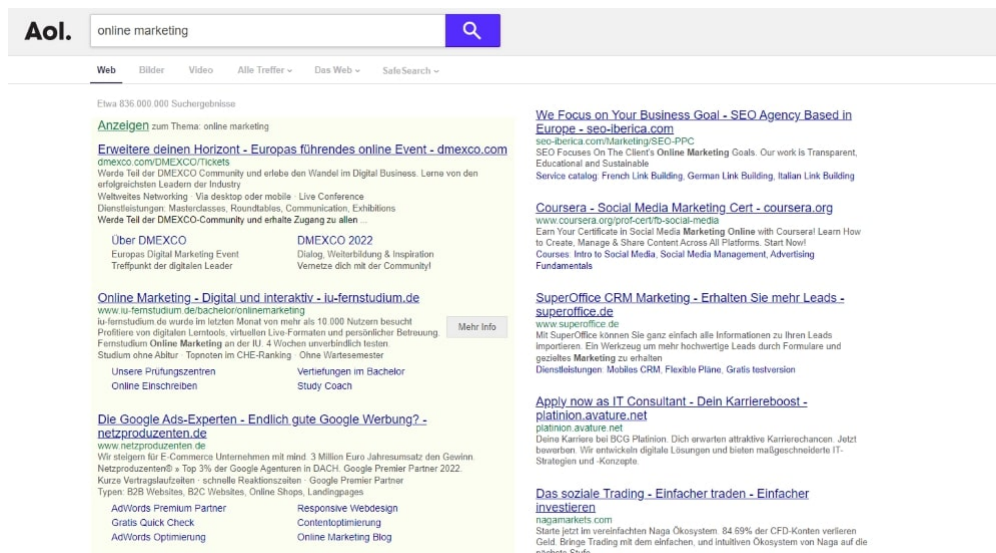 Aol.
online marketing
Web Bilder Video Alle Treffer Das Web SafeSearch
Etwa 836.000.000 Suchergebnisse
Anzeigen zum Thema: online marketing
Erweitere deinen Horizont - Europas führendes online Event - dmexco.com
dmexco.com/DMEXCO/Tickets
Werde Teil der DMEXCO Community und erlebe den Wandel im Digital Business. Lerne von den
erfolgreichsten Leadern der Industry
Weltweites Networking · Via desktop oder mobile · Live Conference
Dienstleistungen: Masterclasses, Roundtables, Communication, Exhibitions
Werde Teil der DMEXCO-Community und erhalte Zugang zu allen ...
Über DMEXCO
Europas Digital Marketing Event
Treffpunkt der digitalen Leader
DMEXCO 2022
Dialog, Weiterbildung & Inspiration
Vernetze dich mit der Community!
Online Marketing - Digital und interaktiv - iu-fernstudium.de
www.iu-fernstudium.de/bachelor/onlinemarketing
iu-fernstudium.de wurde im letzten Monat von mehr als 10.000 Nutzern besucht
Profitiere von digitalen Lerntools, virtuellen Live-Formaten und persönlicher Betreuung.
Fernstudium Online Marketing an der IU. 4 Wochen unverbindlich testen.
Studium ohne Abitur · Topnoten im CHE-Ranking · Ohne Wartesemester
Mehr Info
Unsere Prüfungszentren
Online Einschreiben
Vertiefungen im Bachelor
Study Coach
Die Google Ads-Experten - Endlich gute Google Werbung? -
netzproduzenten.de
www.netzproduzenten.de
Wir steigern für E-Commerce Unternehmen mit mind. 3 Million Euro Jahresumsatz den Gewinn.
Netzproduzenten® » Top 3% der Google Agenturen in DACH. Google Premier Partner 2022.
Kurze Vertragslaufzeiten · schnelle Reaktionszeiten · Google Premier Partner
Typen: B2B Websites, B2C Websites, Online Shops, Landingpages
AdWords Premium Partner
Gratis Quick Check
AdWords Optimierung
Responsive Webdesign
Contentoptimierung
Online Marketing Blog
We Focus on Your Business Goal - SEO Agency Based in
Europe - seo-iberica.com
seo-iberica.com/Marketing/SEO-PPC
SEO Focuses On The Client's Online Marketing Goals. Our work is Transparent,
Educational and Sustainable
Service catalog: French Link Building, German Link Building, Italian Link Building
Coursera - Social Media Marketing Cert - coursera.org
www.coursera.org/prof-cert/fb-social-media
Earn Your Certificate in Social Media Marketing Online with Coursera! Learn How
to Create, Manage & Share Content Across All Platforms. Start Now!
Courses: Intro to Social Media, Social Media Management, Advertising
Fundamentals
SuperOffice CRM Marketing - Erhalten Sie mehr Leads -
superoffice.de
www.superoffice.de
Mit SuperOffice können Sie ganz einfach alle Informationen zu Ihren Leads
importieren. Ein Werkzeug um mehr hochwertige Leads durch Formulare und
gezieltes Marketing zu erhalten
Dienstleistungen: Mobiles CRM, Flexible Pläne, Gratis testversion
Apply now as IT Consultant - Dein Karriereboost -
platinion.avature.net
platinion.avature.net
Deine Karriere bei BCG Platinion. Dich erwarten attraktive Karrierechancen. Jetzt
bewerben. Wir entwickeln digitale Lösungen und bieten maßgeschneiderte IT-
Strategien und -Konzepte.
Das soziale Trading - Einfacher traden - Einfacher
investieren
nagamarkets.com
Starte jetzt im vereinfachten Naga Ökosystem. 84.69% der CFD-Konten verlieren
Geld. Bringe Trading mit dem einfachen, und intuitiven Ökosystem von Naga auf die
nächste Stufe